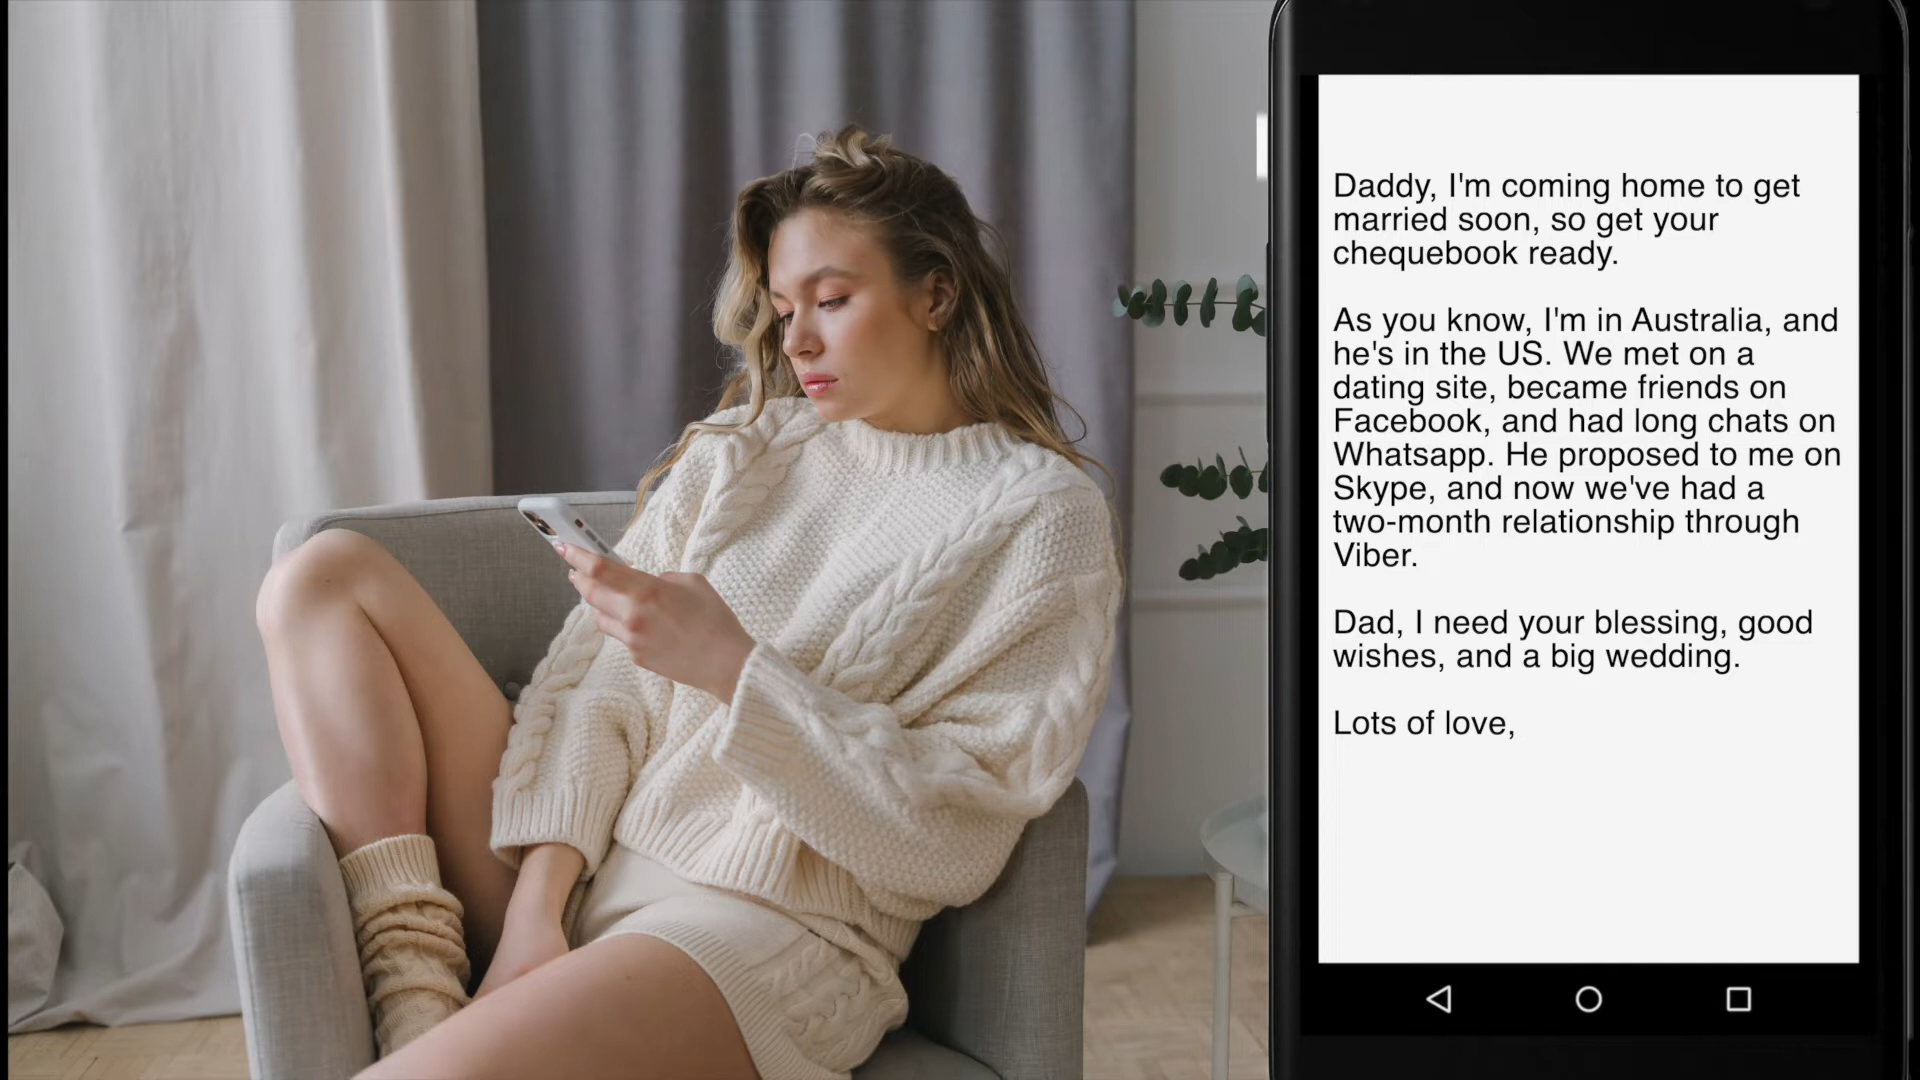 Daddy, I'm coming home to get
married soon, so get your
chequebook ready.
As you know, I'm in Australia, and
he's in the US. We met on a
dating site, became friends on
Facebook, and had long chats on
Whatsapp. He proposed to me on
Skype, and now we've had a
two-month relationship through
Viber.
Dad, I need your blessing, good
wishes, and a big wedding.
Lots of love,